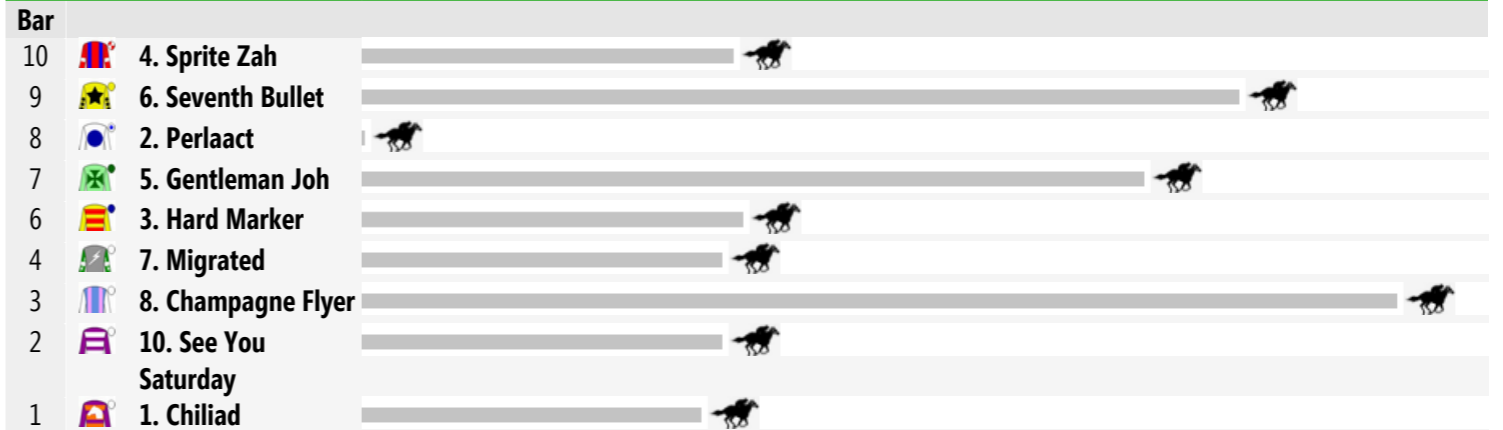 Bar
10 4. Sprite Zah
9 6. Seventh Bullet
8 2. Perlaact
7 5. Gentleman Joh
6 3. Hard Marker
4 7. Migrated
3 8. Champagne Flyer
2 10. See You
Saturday
1 1. Chiliad